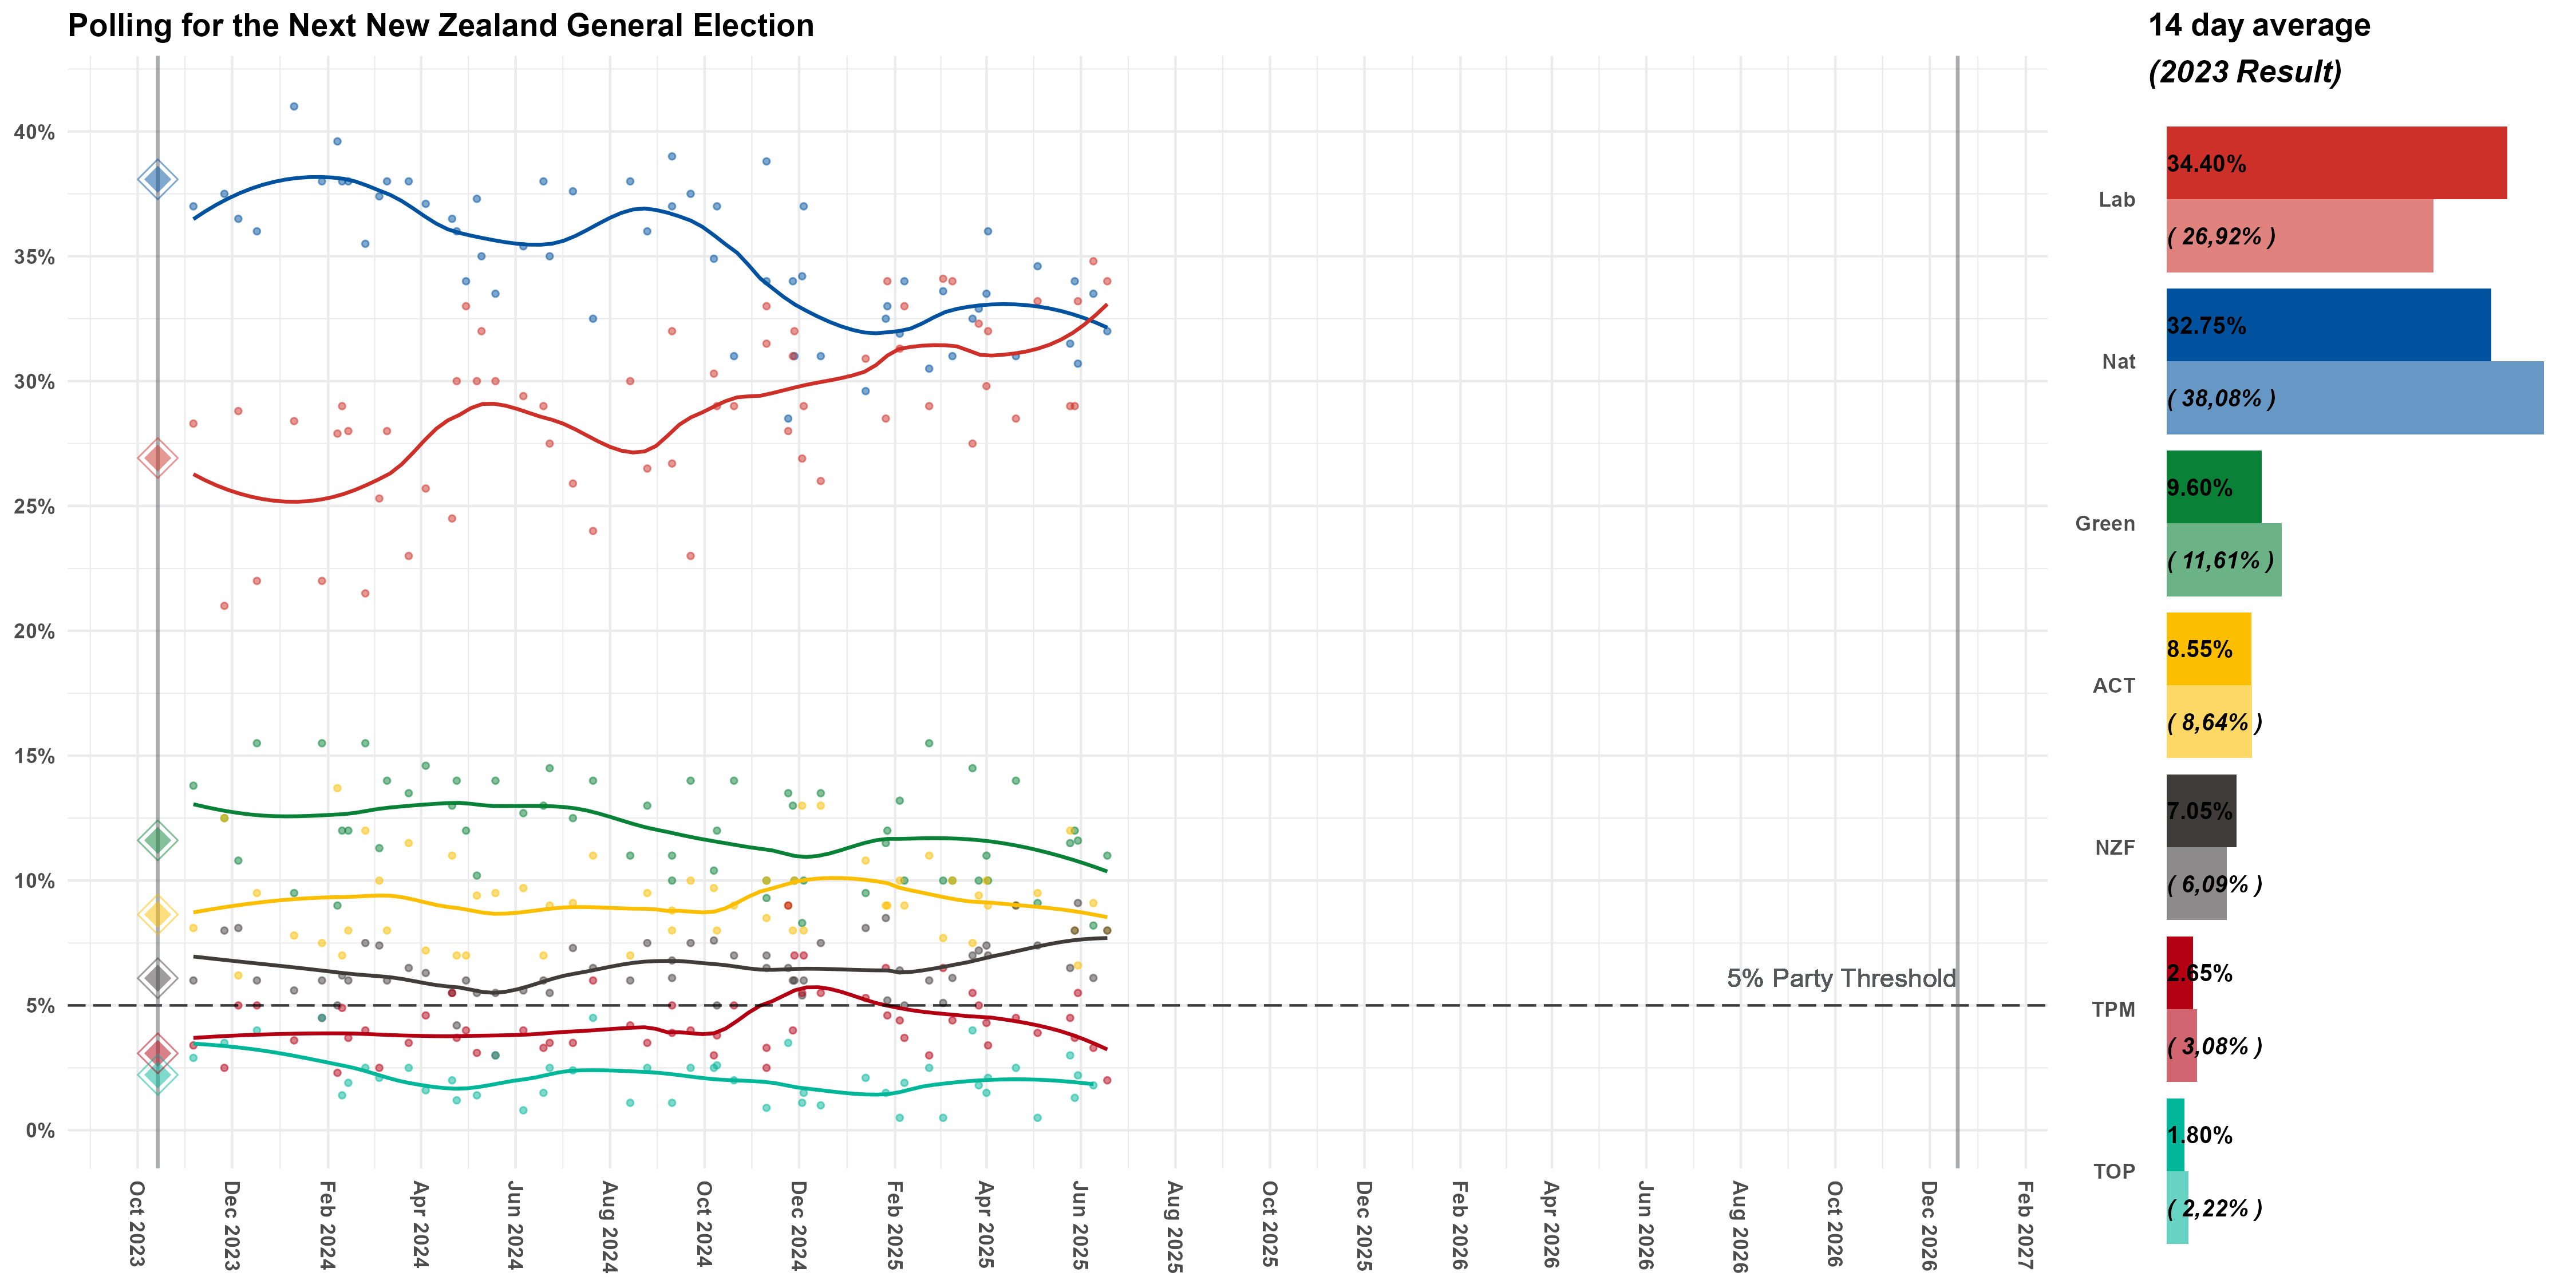 Polling for the Next New Zealand General Election
14 day average
(2023 Result)
40%
35%
30%
25%
20%
15%
10%
5%
0%
5% Party Threshold
Oct 2023
Dec 2023
Feb 2024
Apr 2024
Jun 2024
Aug 2024
Oct 2024
Dec 2024
Feb 2025
Apr 2025
Jun 2025
Aug 2025
Oct 2025
Dec 2025
Feb 2026
Apr 2026
Jun 2026
Aug 2026
Oct 2026
Dec 2026
Feb 2027
Lab
34.40%
( 26,92% )
Nat
32.75%
( 38,08% )
Green
9.60%
( 11,61% )
ACT
8.55%
( 8,64% )
NZF
7.05%
( 6,09% )
TPM
2.65%
( 3,08% )
TOP
1.80%
( 2,22% )